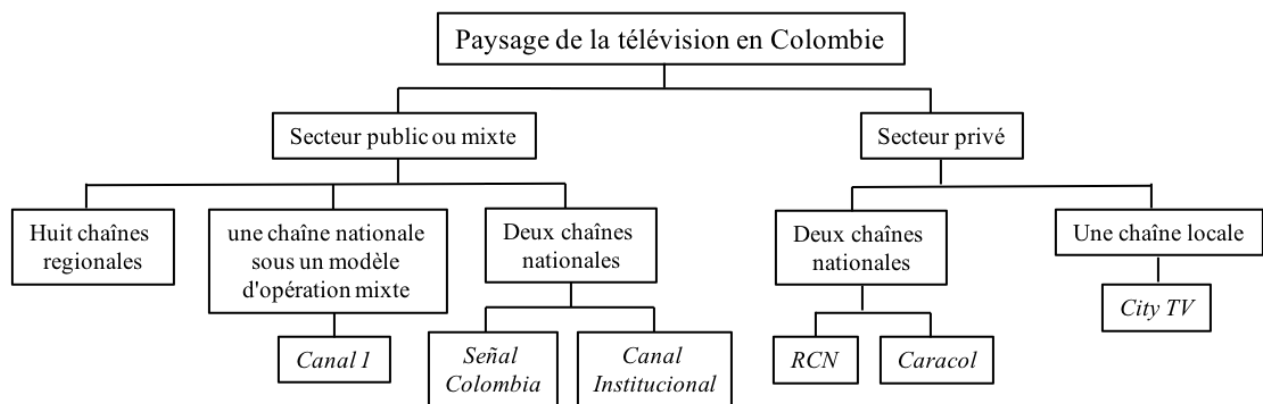 Paysage de la télévision en Colombie
Secteur public ou mixte
Secteur privé
Huit chaînes
regionales
une chaîne nationale
sous un modèle
d'opération mixte
Deux chaînes
nationales
Deux chaînes
nationales
Une chaîne locale
Canal 1
Señal
Colombia
Canal
Institucional
RCN
Caracol
City TV